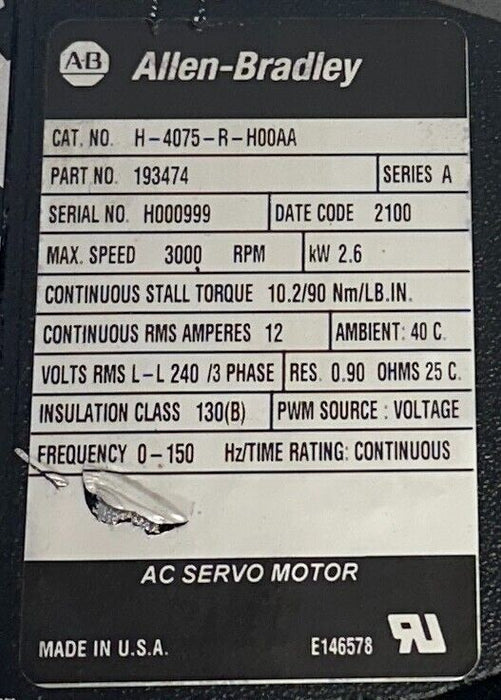 A-B Allen-Bradley
CAT. NO. H-4075-R-H00AA
PART NO. 193474 SERIES A
SERIAL NO. H000999 DATE CODE 2100
MAX. SPEED 3000 RPM kW 2.6
CONTINUOUS STALL TORQUE 10.2/90 Nm/LB.IN.
CONTINUOUS RMS AMPERES 12 AMBIENT: 40 C.
VOLTS RMS L-L 240 /3 PHASE RES. 0.90 OHMS 25 C.
INSULATION CLASS 130(B) PWM SOURCE : VOLTAGE
FREQUENCY 0-150 Hz/TIME RATING: CONTINUOUS
AC SERVO MOTOR
MADE IN U.S.A. E146578 RU